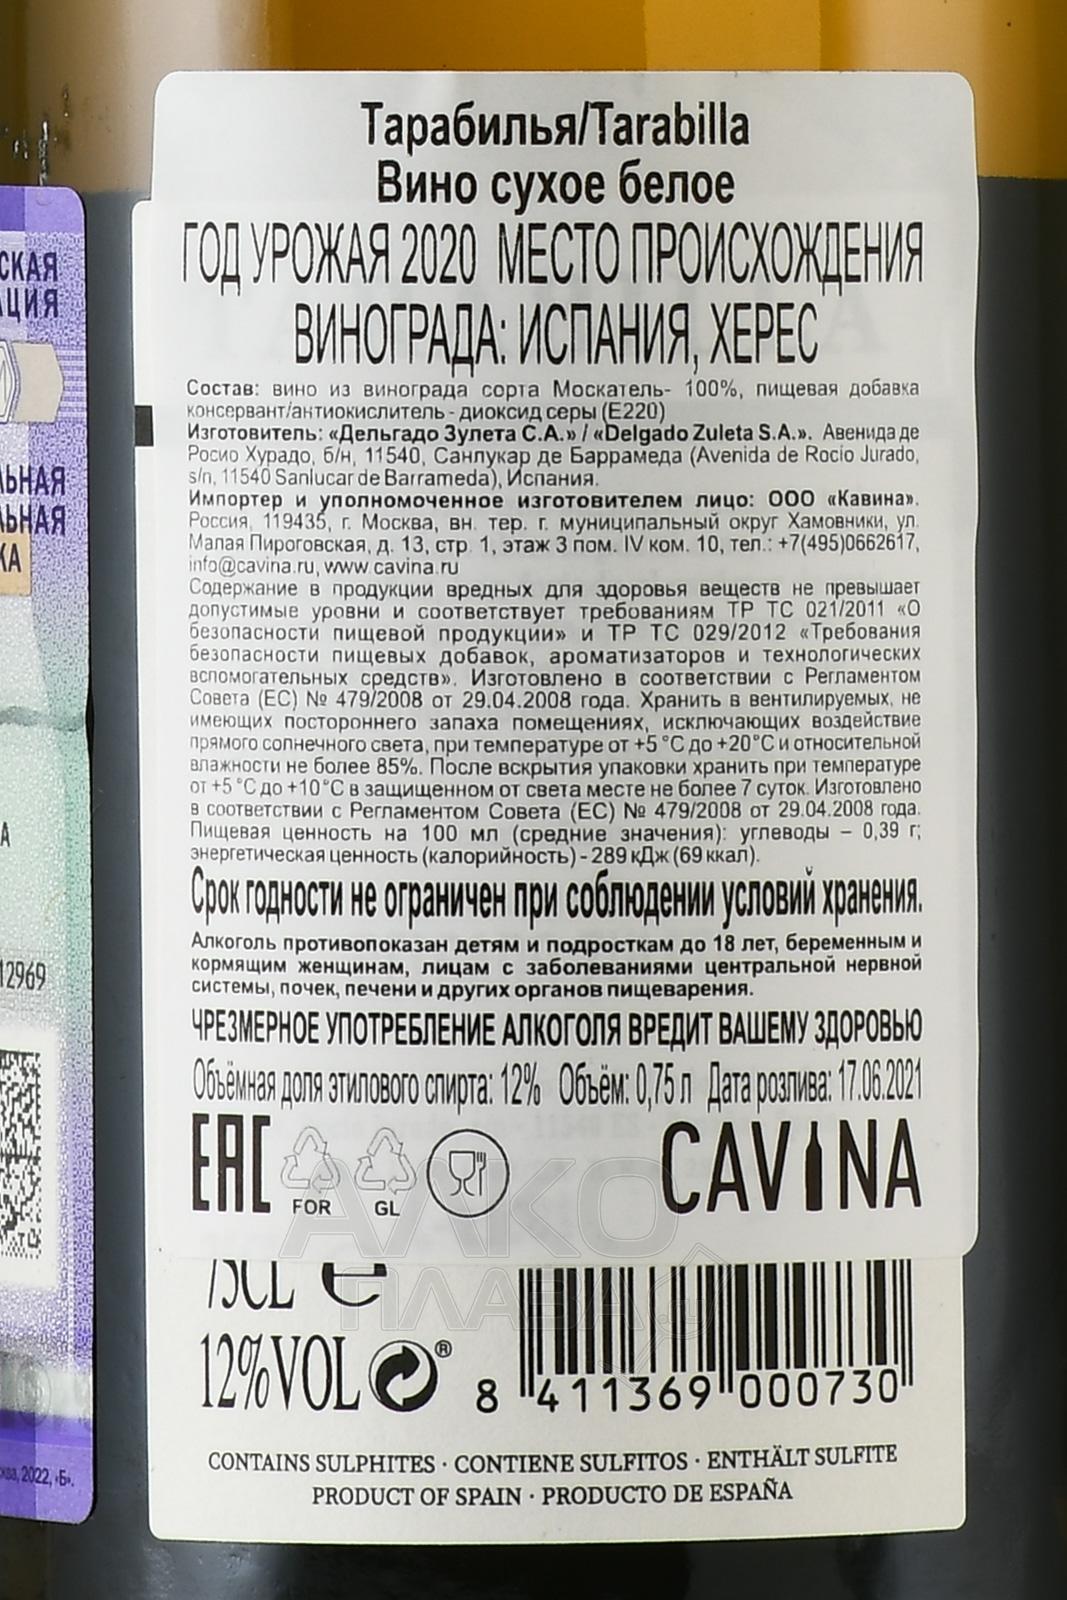 Тарабилья/Tarabilla
Вино сухое белое
ГОД УРОЖАЯ 2020 МЕСТО ПРОИСХОЖДЕНИЯ
ВИНОГРАДА: ИСПАНИЯ, ХЕРЕС
Состав: вино из винограда сорта Москатель- 100%, пищевая добавка
консервант/антиокислитель - диоксид серы (Е220)
Изготовитель: «Дельгадо Зулета С.А.» / «Delgado Zuleta S.A.». Авенида де
Росио Хурадо, б/н, 11540, Санлукар де Баррамеда (Avenida de Rocio Jurado,
s/n, 11540 Sanlucar de Barrameda), Испания.
Импортер и уполномоченное изготовителем лицо: ООО «Кавина».
Россия, 119435, г. Москва, вн. тер. г. муниципальный округ Хамовники, ул.
Малая Пироговская, д. 13, стр. 1, этаж 3 пом. IV ком. 10, тел.: +7(495)0662617,
info@cavina.ru, www.cavina.ru
Содержание в продукции вредных для здоровья веществ не превышает
допустимые уровни и соответствует требованиям ТР ТС 021/2011 «О
безопасности пищевой продукции» и ТР ТС 029/2012 «Требования
безопасности пищевых добавок, ароматизаторов и технологических
вспомогательных средств». Изготовлено в соответствии с Регламентом
Совета (ЕС) № 479/2008 от 29.04.2008 года. Хранить в вентилируемых, не
имеющих постороннего запаха помещениях, исключающих воздействие
прямого солнечного света, при температуре от +5 °С до +20°С и относительной
влажности не более 85%. После вскрытия упаковки хранить при температуре
от +5 °С до +10°С в защищенном от света месте не более 7 суток. Изготовлено
в соответствии с Регламентом Совета (ЕС) № 479/2008 от 29.04.2008 года.
Пищевая ценность на 100 мл (средние значения): углеводы – 0,39 г;
энергетическая ценность (калорийность) - 289 кДж (69 ккал).
Срок годности не ограничен при соблюдении условий хранения.
Алкоголь противопоказан детям и подросткам до 18 лет, беременным и
кормящим женщинам, лицам с заболеваниями центральной нервной
системы, почек, печени и других органов пищеварения.
ЧРЕЗМЕРНОЕ УПОТРЕБЛЕНИЕ АЛКОГОЛЯ ВРЕДИТ ВАШЕМУ ЗДОРОВЬЮ
Объёмная доля этилового спирта: 12% Объём: 0,75 л Дата розлива: 17.06.2021
EAC FOR GL CAVINA
АЛКО
ПЛАВА.ру
75CL e
12%VOL ®
8 411369 000730
CONTAINS SULPHITES · CONTIENE SULFITOS · ENTHÄLT SULFITE
PRODUCT OF SPAIN · PRODUCTO DE ESPAÑA
СКАЯ
АЦИЯ
ЬНАЯ
ЬНАЯ
КА
А
12969
2022, «Б».